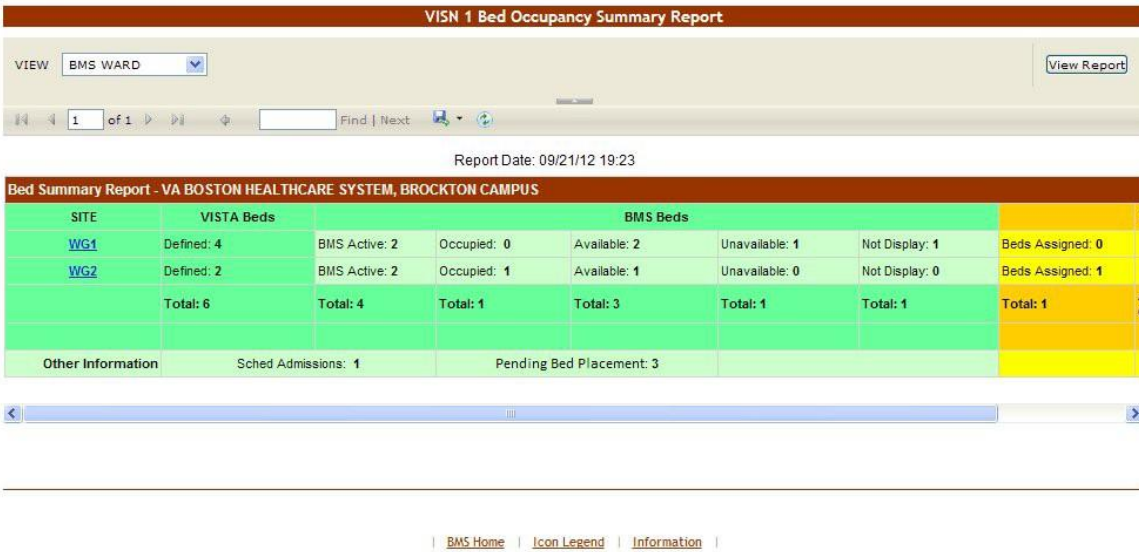 VISN 1 Bed Occupancy Summary Report
VIEW BMS WARD View Report
1 of 1 Find | Next
Report Date: 09/21/12 19:23
Bed Summary Report - VA BOSTON HEALTHCARE SYSTEM, BROCKTON CAMPUS
SITE VISTA Beds BMS Beds
WG1 Defined: 4 BMS Active: 2 Occupied: 0 Available: 2 Unavailable: 1 Not Display: 1 Beds Assigned: 0
WG2 Defined: 2 BMS Active: 2 Occupied: 1 Available: 1 Unavailable: 0 Not Display: 0 Beds Assigned: 1
Total: 6 Total: 4 Total: 1 Total: 3 Total: 1 Total: 1 Total: 1
Other Information Sched Admissions: 1 Pending Bed Placement: 3
| BMS Home | Icon Legend | Information |